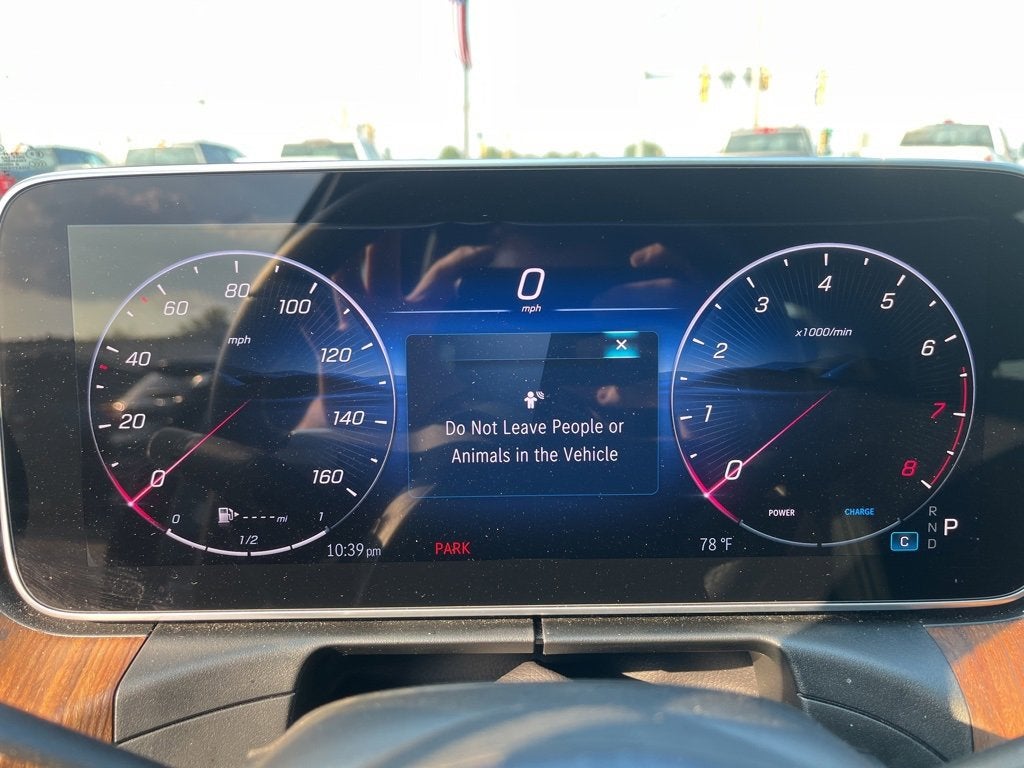 0
mph
80
60
100
mph
40
120
20
140
0
160
0
-----mi
1
1/2
10:39 pm
×
Do Not Leave People or
Animals in the Vehicle
PARK
4
3
5
x1000/min
2
6
1
7
0
8
POWER
CHARGE
78 °F
C
R
N
D
P